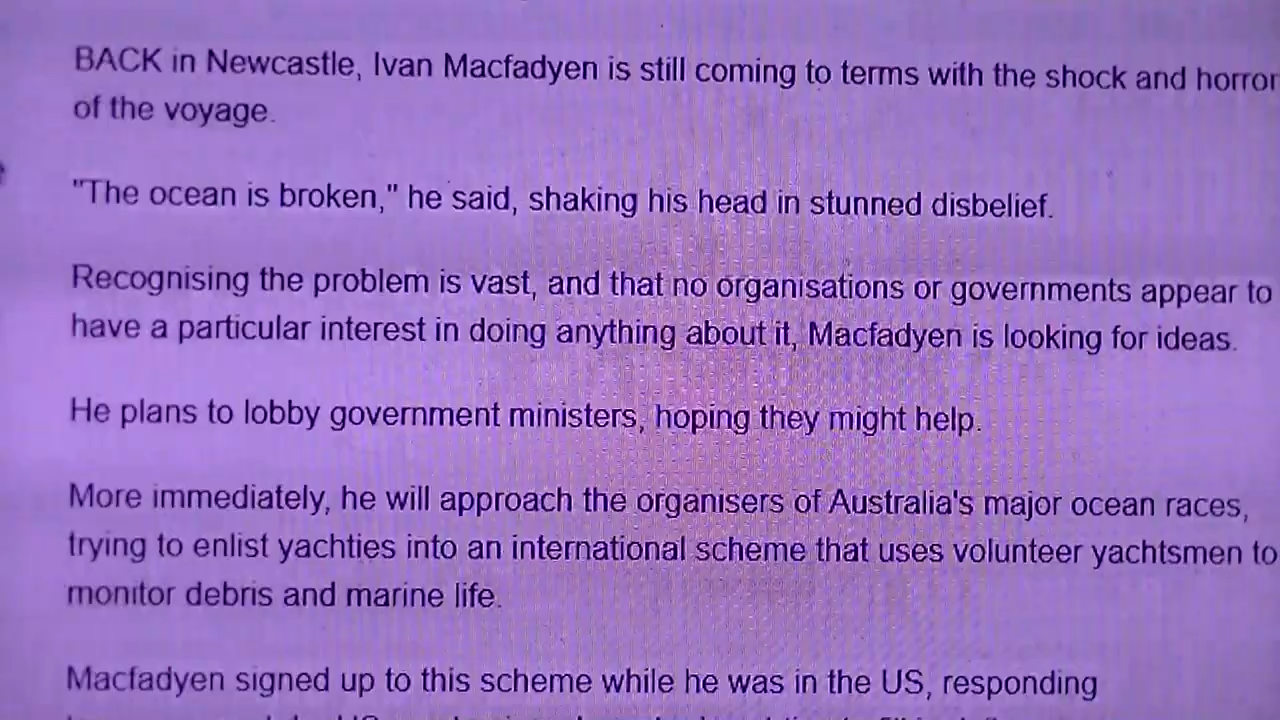 BACK in Newcastle, Ivan Macfadyen is still coming to terms with the shock and horror
of the voyage.
"The ocean is broken," he said, shaking his head in stunned disbelief.
Recognising the problem is vast, and that no organisations or governments appear to
have a particular interest in doing anything about it, Macfadyen is looking for ideas.
He plans to lobby government ministers, hoping they might help.
More immediately, he will approach the organisers of Australia's major ocean races,
trying to enlist yachties into an international scheme that uses volunteer yachtsmen to
monitor debris and marine life.
Macfadyen signed up to this scheme while he was in the US, responding